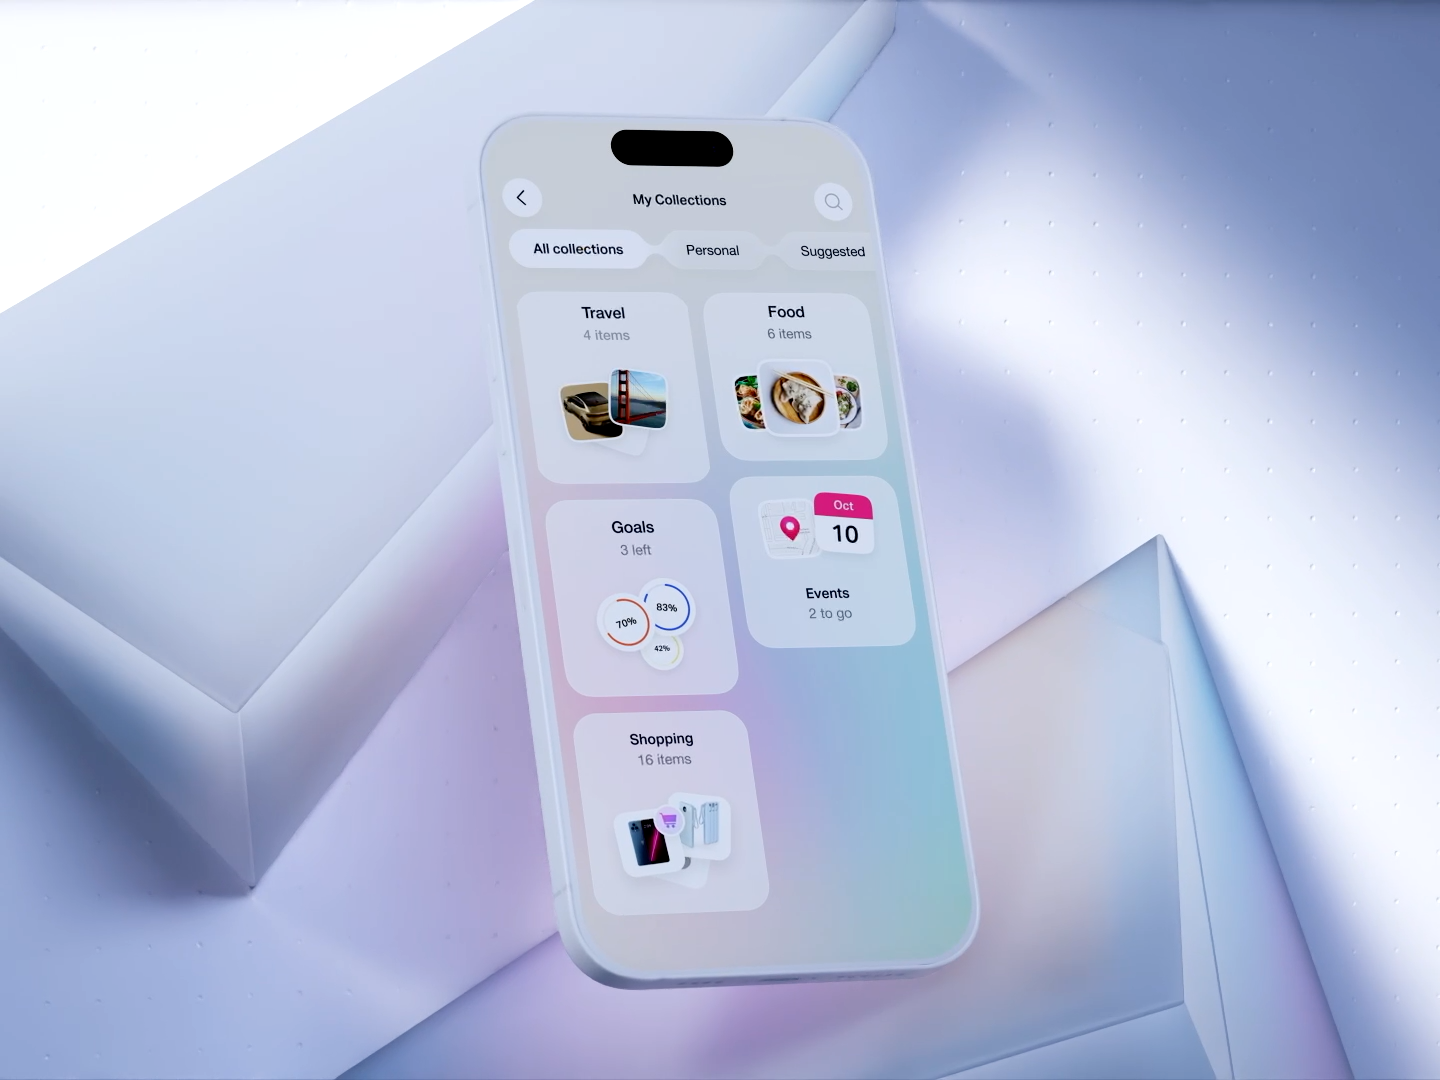 My Collections
All collections
Personal
Suggested
Travel
4 items
Food
6 items
Oct
10
Events
2 to go
Goals
3 left
83%
70%
42%
Shopping
16 items